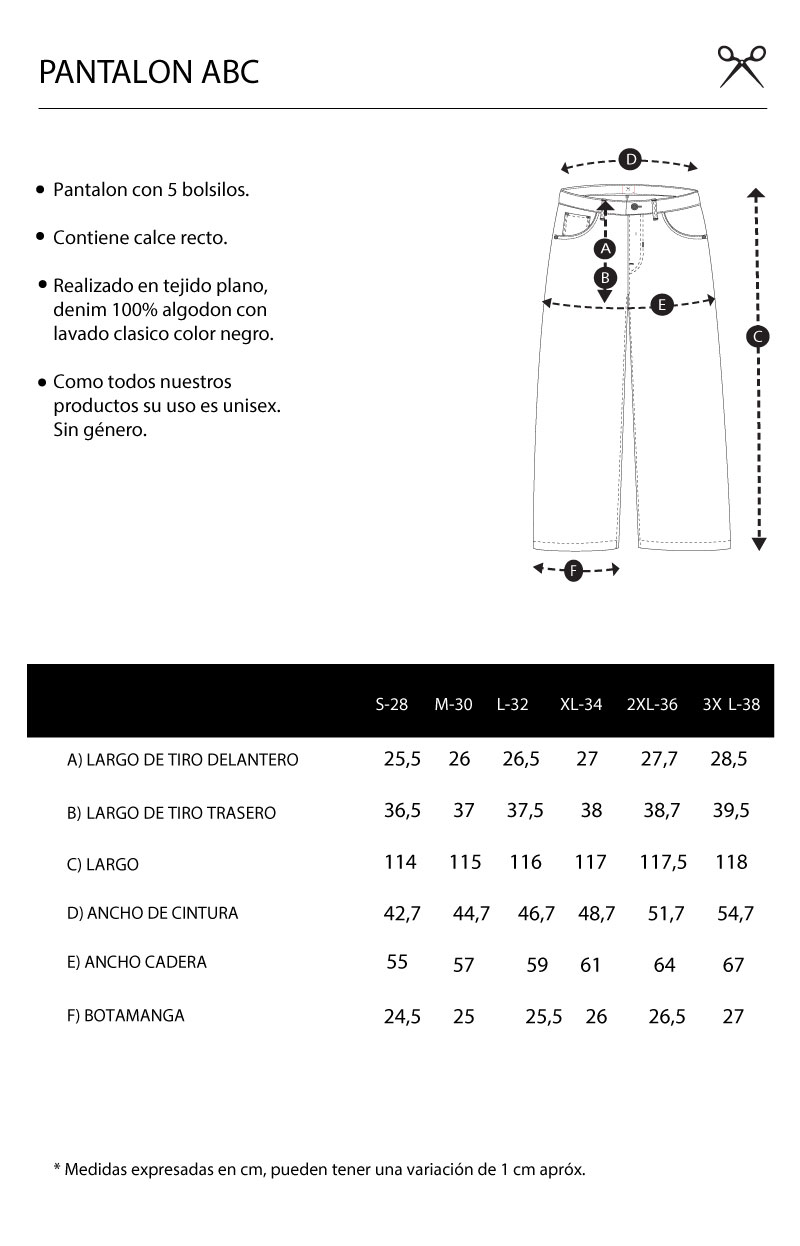 PANTALON ABC
• Pantalon con 5 bolsilos.
• Contiene calce recto.
• Realizado en tejido plano,
denim 100% algodon con
lavado clasico color negro.
• Como todos nuestros
productos su uso es unisex.
Sin género.
D
A
B
E
C
F
S-28 M-30 L-32 XL-34 2XL-36 3X L-38
A) LARGO DE TIRO DELANTERO 25,5 26 26,5 27 27,7 28,5
B) LARGO DE TIRO TRASERO 36,5 37 37,5 38 38,7 39,5
C) LARGO 114 115 116 117 117,5 118
D) ANCHO DE CINTURA 42,7 44,7 46,7 48,7 51,7 54,7
E) ANCHO CADERA 55 57 59 61 64 67
F) BOTAMANGA 24,5 25 25,5 26 26,5 27
* Medidas expresadas en cm, pueden tener una variación de 1 cm apróx.